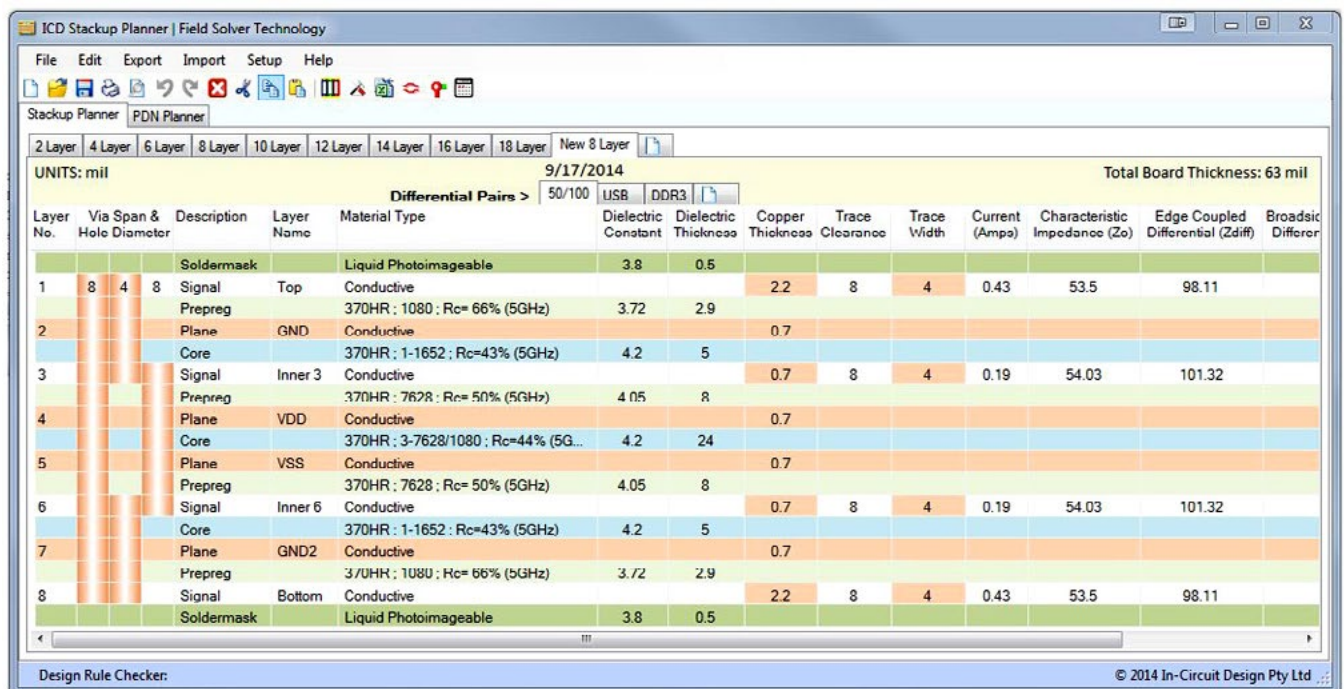 ICD Stackup Planner | Field Solver Technology
File Edit Export Import Setup Help
Stackup Planner PDN Planner
2 Layer 4 Layer 6 Layer 8 Layer 10 Layer 12 Layer 14 Layer 16 Layer 18 Layer New 8 Layer
UNITS: mil 9/17/2014 Total Board Thickness: 63 mil
Differential Pairs > 50/100 USB DDR3
Layer No. Via Span & Hole Diameter Description Layer Name Material Type Dielectric Constant Dielectric Thickness Copper Thickness Trace Clearance Trace Width Current (Amps) Characteristic Impedance (Zo) Edge Coupled Differential (Zdiff) Broadsid Differen
Soldermask Liquid Photoimageable 3.8 0.5
1 8 4 8 Signal Top Conductive 2.2 8 4 0.43 53.5 98.11
Prepreg 370HR ; 1080 ; Rc= 66% (5GHz) 3.72 2.9
2 Plane GND Conductive 0.7
Core 370HR ; 1-1652 ; Rc=43% (5GHz) 4.2 5
3 Signal Inner 3 Conductive 0.7 8 4 0.19 54.03 101.32
Prepreg 370HR ; 7628 ; Rc= 50% (5GHz) 4.05 8
4 Plane VDD Conductive 0.7
Core 370HR ; 3-7628/1080 ; Rc=44% (5G... 4.2 24
5 Plane VSS Conductive 0.7
Prepreg 370HR ; 7628 ; Rc= 50% (5GHz) 4.05 8
6 Signal Inner 6 Conductive 0.7 8 4 0.19 54.03 101.32
Core 370HR ; 1-1652 ; Rc=43% (5GHz) 4.2 5
7 Plane GND2 Conductive 0.7
Prepreg 370HR ; 1080 ; Rc= 66% (5GHz) 3.72 2.9
8 Signal Bottom Conductive 2.2 8 4 0.43 53.5 98.11
Soldermask Liquid Photoimageable 3.8 0.5
Design Rule Checker: © 2014 In-Circuit Design Pty Ltd